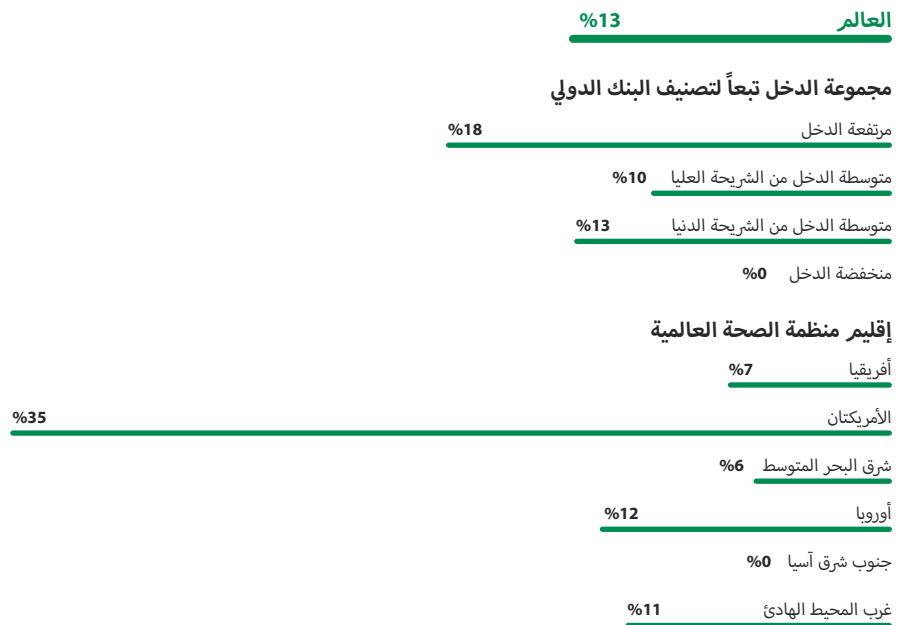 العالم %13
مجموعة الدخل تبعاً لتصنيف البنك الدولي
مرتفعة الدخل %18
متوسطة الدخل من الشريحة العليا %10
متوسطة الدخل من الشريحة الدنيا %13
منخفضة الدخل %0
إقليم منظمة الصحة العالمية
أفريقيا %7
الأمريكتان %35
شرق البحر المتوسط %6
أوروبا %12
جنوب شرق آسيا %0
غرب المحيط الهادئ %11